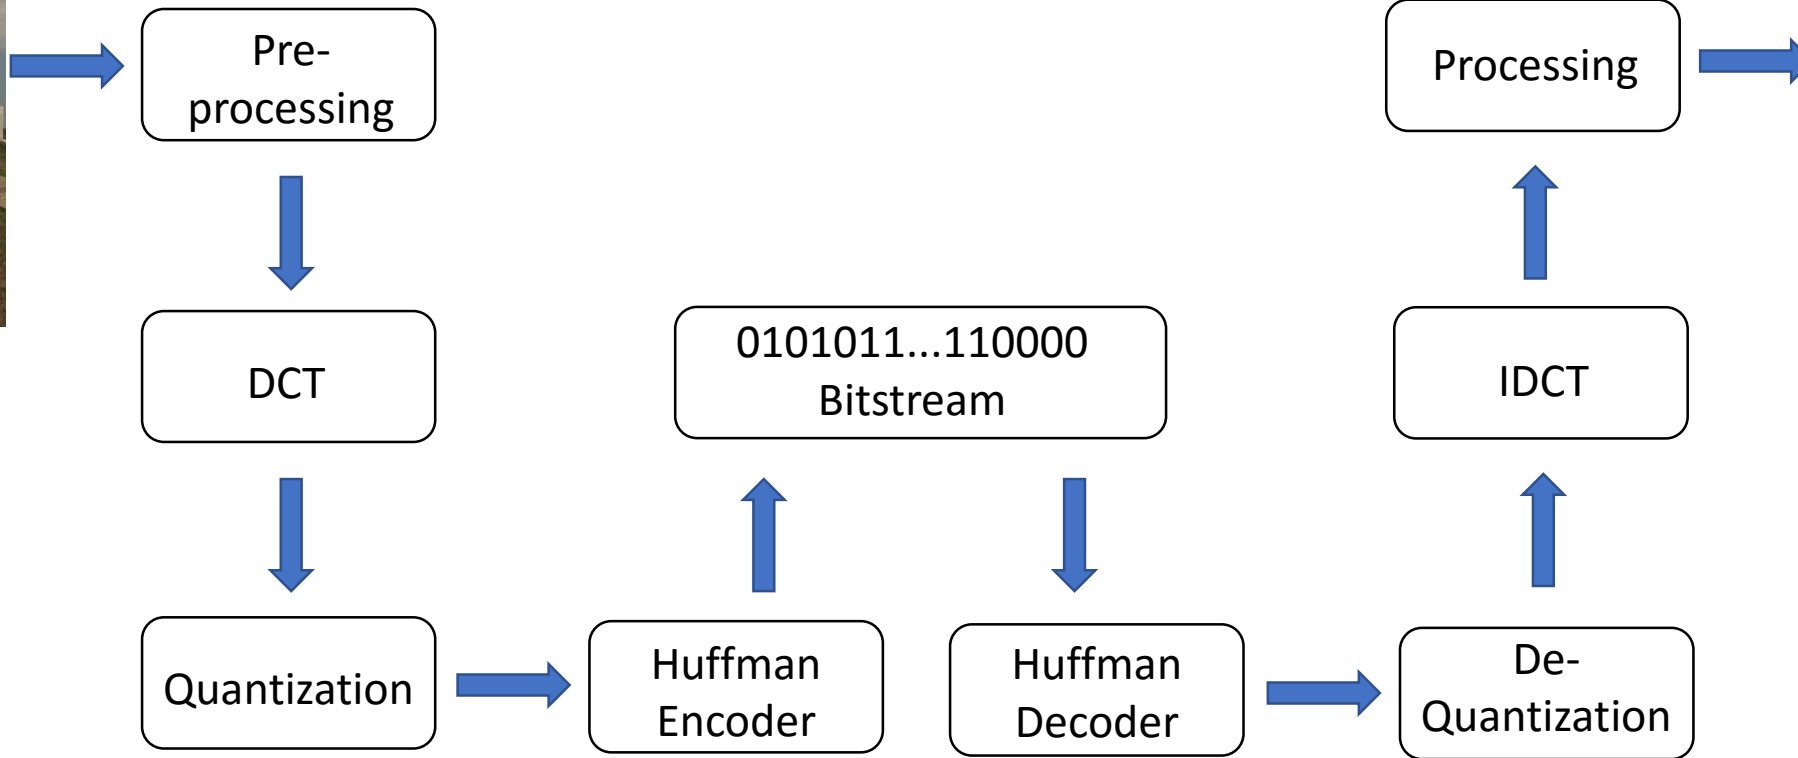 Pre-
processing
DCT
Quantization
Huffman
Encoder
0101011...110000
Bitstream
Huffman
Decoder
De-
Quantization
IDCT
Processing